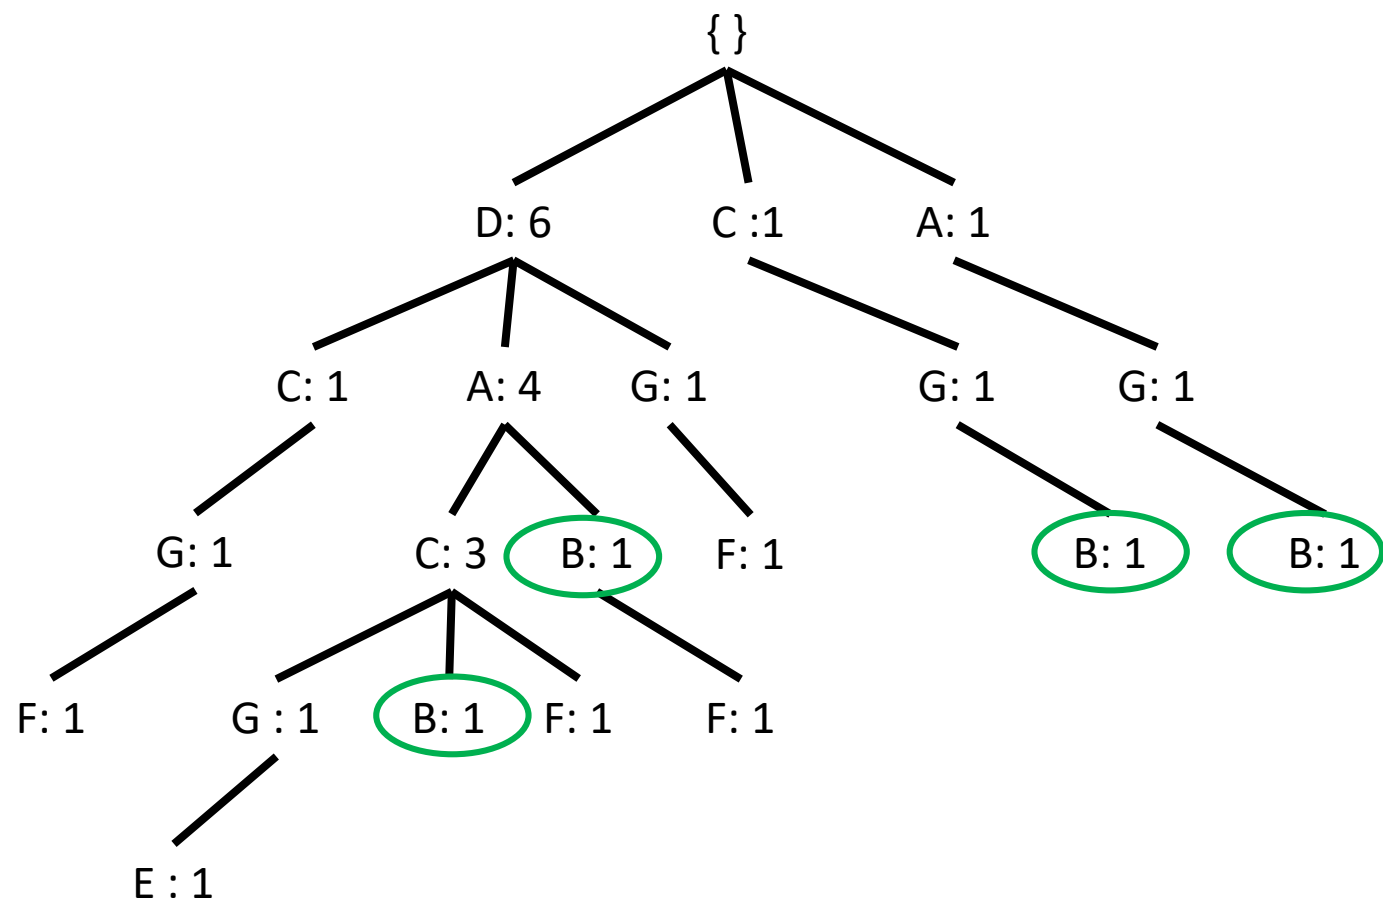 { }
D: 6 C :1 A: 1
C: 1 A: 4 G: 1 G: 1 G: 1
G: 1 C: 3 B: 1 F: 1 B: 1 B: 1
F: 1 G : 1 B: 1 F: 1 F: 1
E : 1